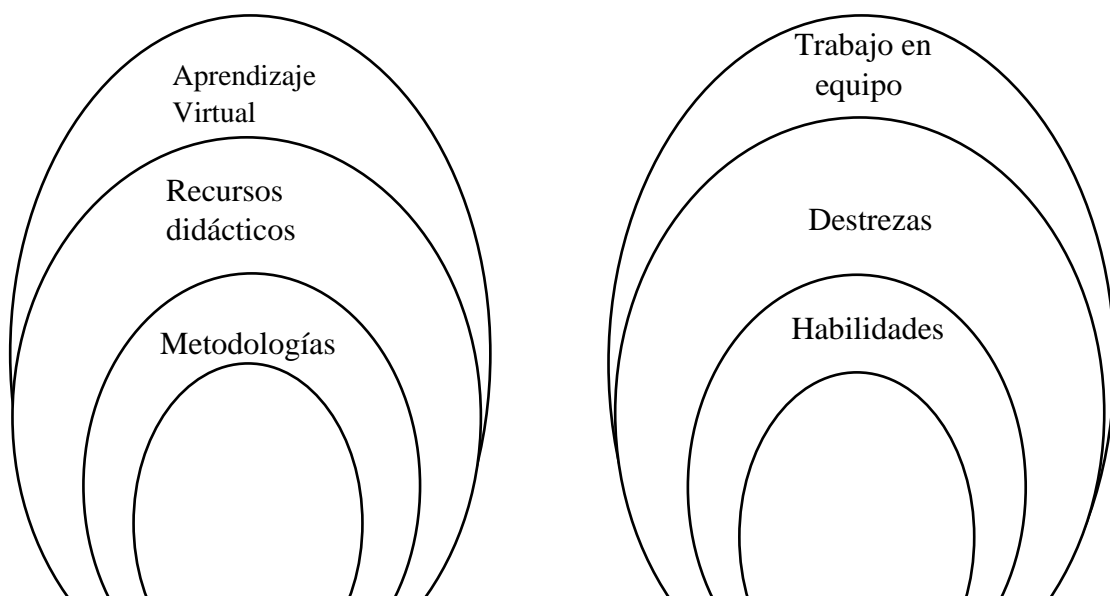 Aprendizaje
Virtual
Recursos
didácticos
Metodologías
Trabajo en
equipo
Destrezas
Habilidades